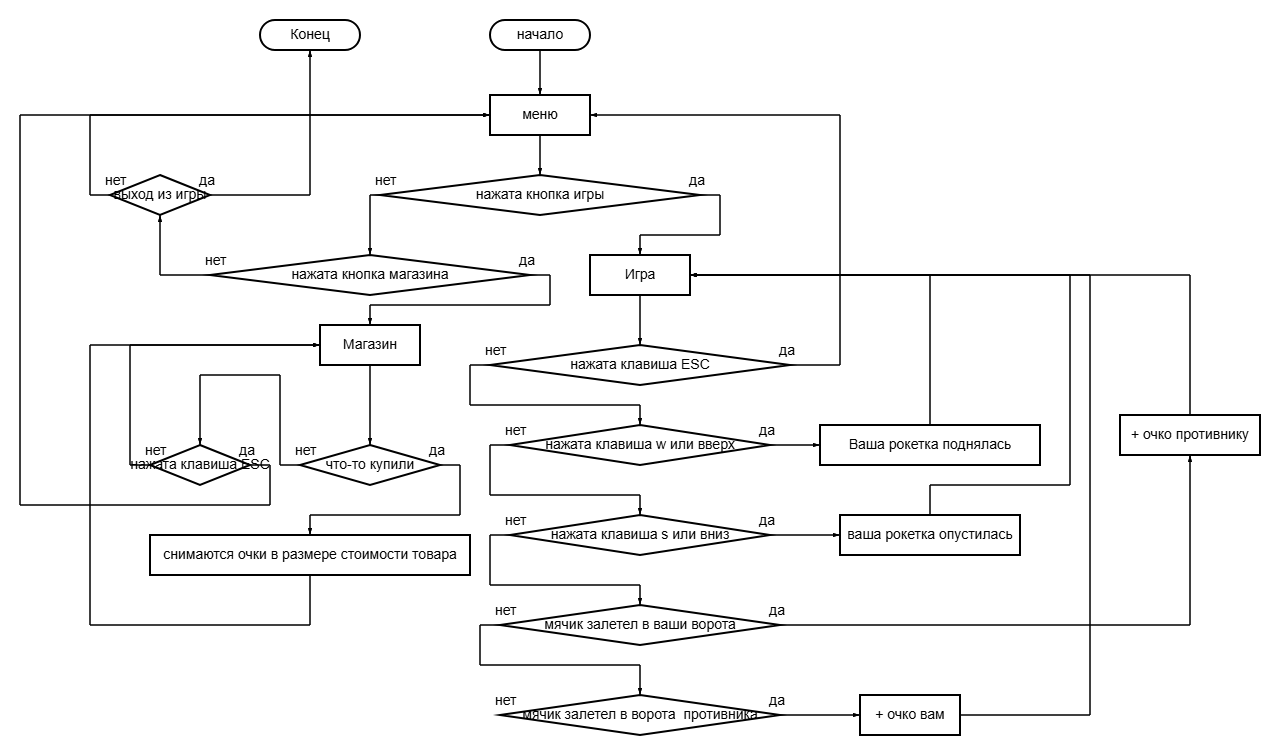 Конец
начало
меню
нет
выход из игры
да
нет
нажата кнопка игры
да
нет
нажата кнопка магазина
да
Игра
Магазин
нет
нажата клавиша ESC
да
нет
нажата клавиша w или вверх
да
Ваша рокетка поднялась
+ очко противнику
нет
нажата клавиша ESC
да
нет
что-то купили
да
нет
нажата клавиша s или вниз
да
ваша рокетка опустилась
снимаются очки в размере стоимости товара
нет
мячик залетел в ваши ворота
да
нет
мячик залетел в ворота противника
да
+ очко вам